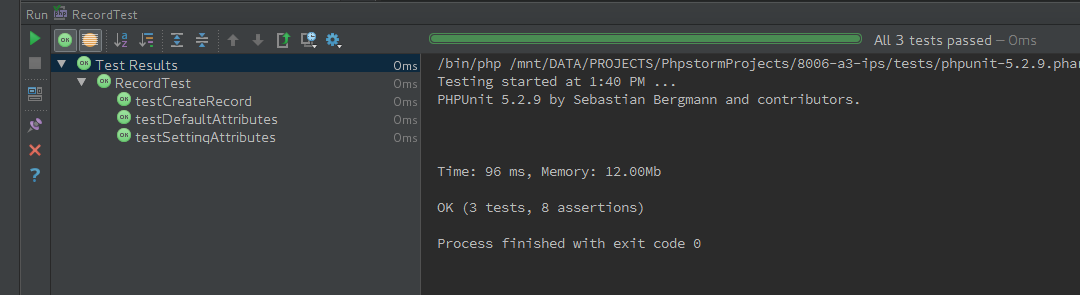 Run RecordTest
All 3 tests passed – 0ms
Test Results 0ms
RecordTest 0ms
testCreateRecord 0ms
testDefaultAttributes 0ms
testSettingAttributes 0ms
/bin/php /mnt/DATA/PROJECTS/PhpstormProjects/8006-a3-ips/tests/phpunit-5.2.9.phar
Testing started at 1:40 PM ...
PHPUnit 5.2.9 by Sebastian Bergmann and contributors.
Time: 96 ms, Memory: 12.00Mb
OK (3 tests, 8 assertions)
Process finished with exit code 0